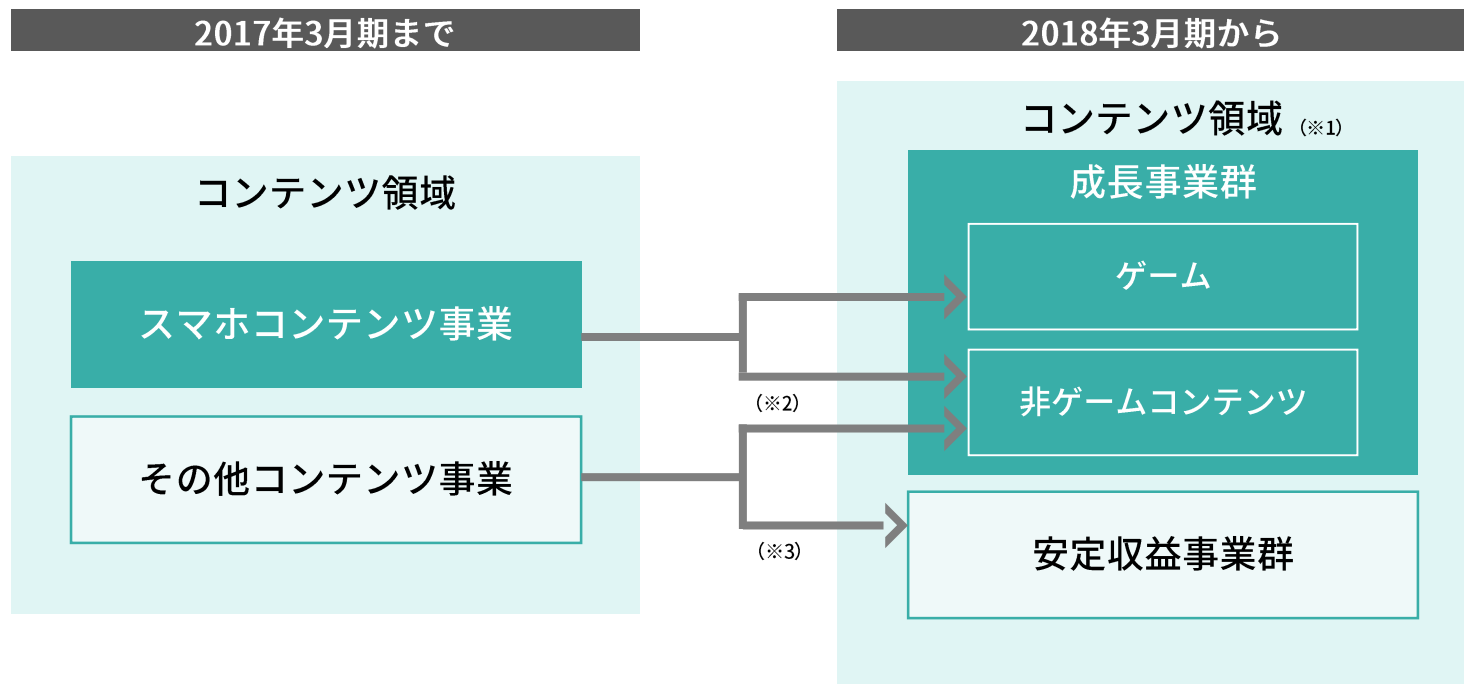 2017年3月期まで
コンテンツ領域
スマホコンテンツ事業
その他コンテンツ事業
(※2)
(※3)
2018年3月期から
コンテンツ領域 (※1)
成長事業群
ゲーム
非ゲームコンテンツ
安定収益事業群